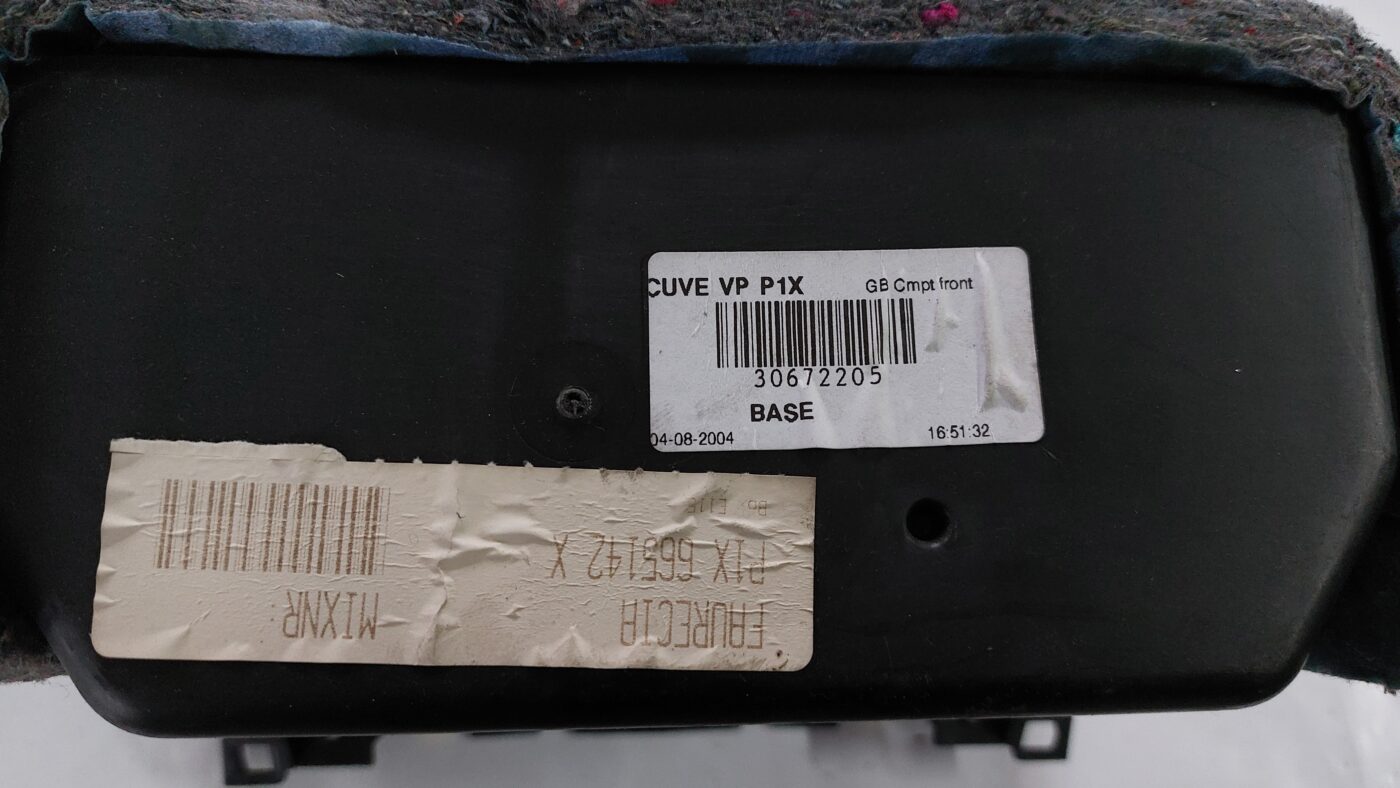 CUVE VP P1X GB Cmpt front
30672205
BASE
04-08-2004 16:51:32
FAURECIA MIXNR
P1X 665142 X